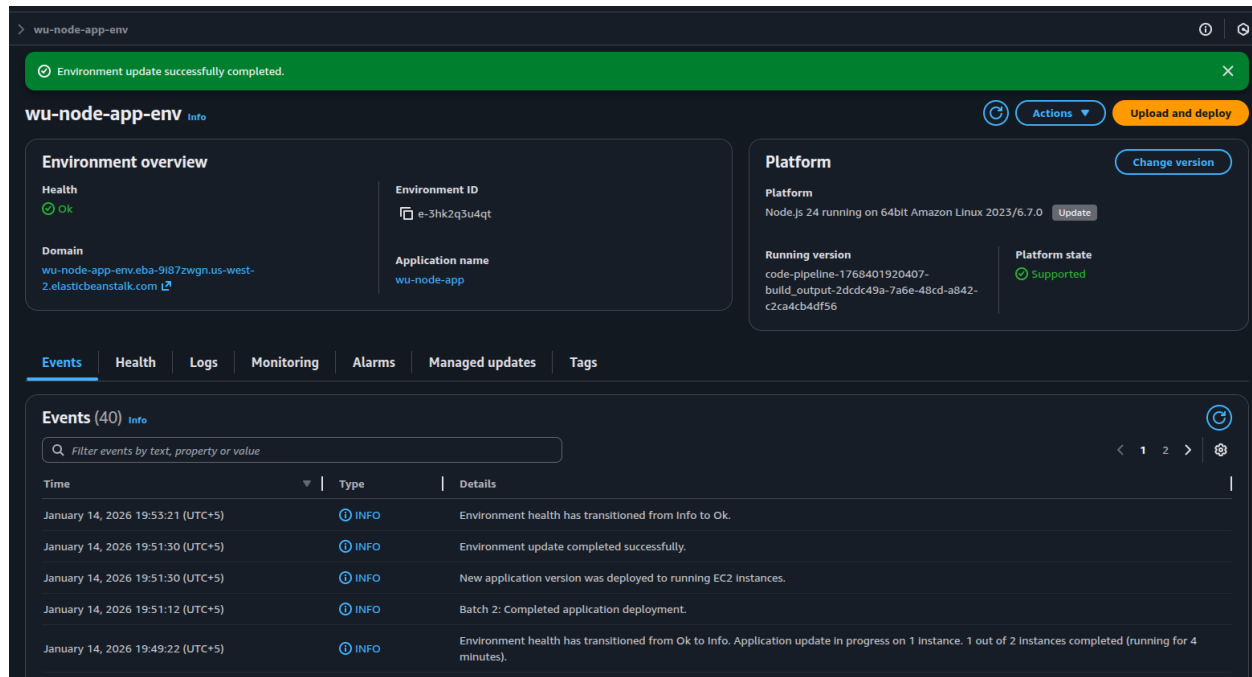 wu-node-app-env
Environment update successfully completed.
wu-node-app-env Info
Actions
Upload and deploy
Environment overview
Health
Ok
Environment ID
e-3hk2q3u4qt
Domain
wu-node-app-env.eba-9i87zwgn.us-west-
2.elasticbeanstalk.com
Application name
wu-node-app
Platform
Change version
Platform
Node.js 24 running on 64bit Amazon Linux 2023/6.7.0 Update
Running version
code-pipeline-1768401920407-
build_output-2dcdc49a-7a6e-48cd-a842-
c2ca4cb4df56
Platform state
Supported
Events Health Logs Monitoring Alarms Managed updates Tags
Events (40) Info
Filter events by text, property or value
1 2
Time Type Details
January 14, 2026 19:53:21 (UTC+5) INFO Environment health has transitioned from Info to Ok.
January 14, 2026 19:51:30 (UTC+5) INFO Environment update completed successfully.
January 14, 2026 19:51:30 (UTC+5) INFO New application version was deployed to running EC2 instances.
January 14, 2026 19:51:12 (UTC+5) INFO Batch 2: Completed application deployment.
January 14, 2026 19:49:22 (UTC+5) INFO Environment health has transitioned from Ok to Info. Application update in progress on 1 instance. 1 out of 2 instances completed (running for 4
minutes).